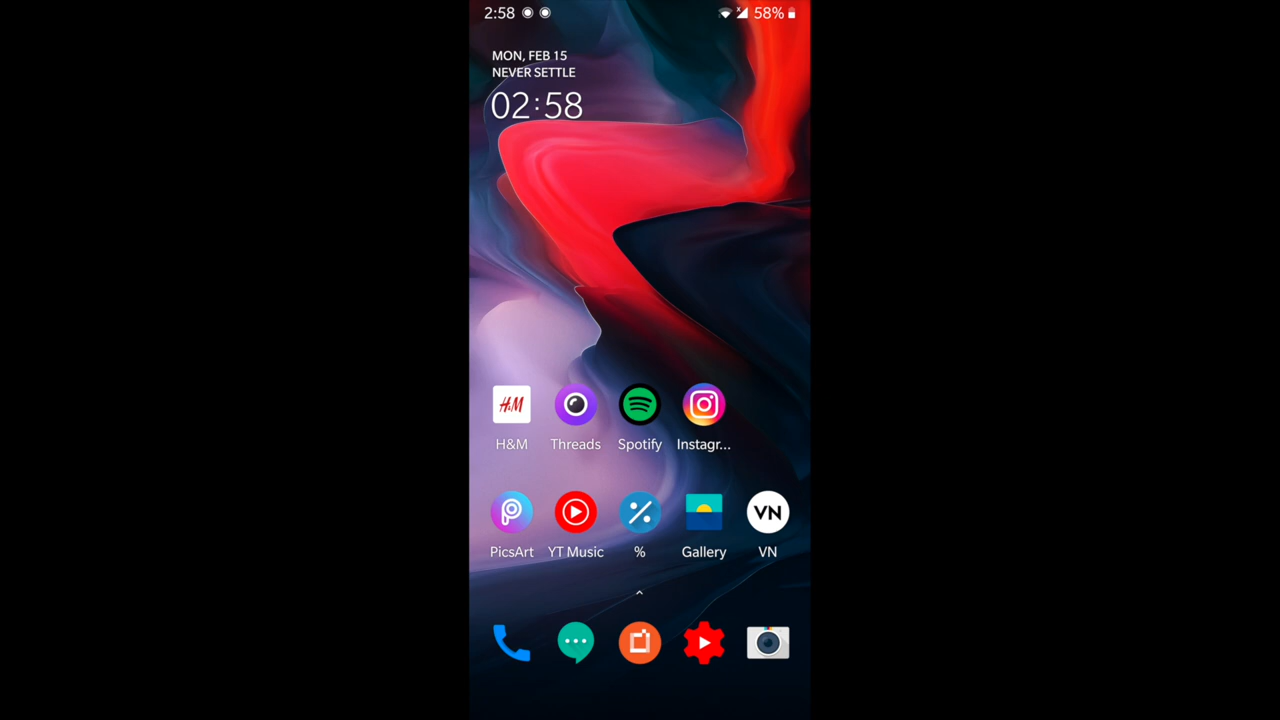 2:58
58%
MON, FEB 15
NEVER SETTLE
02:58
H&M
H&M Threads Spotify Instagr...
VN
PicsArt YT Music % Gallery VN